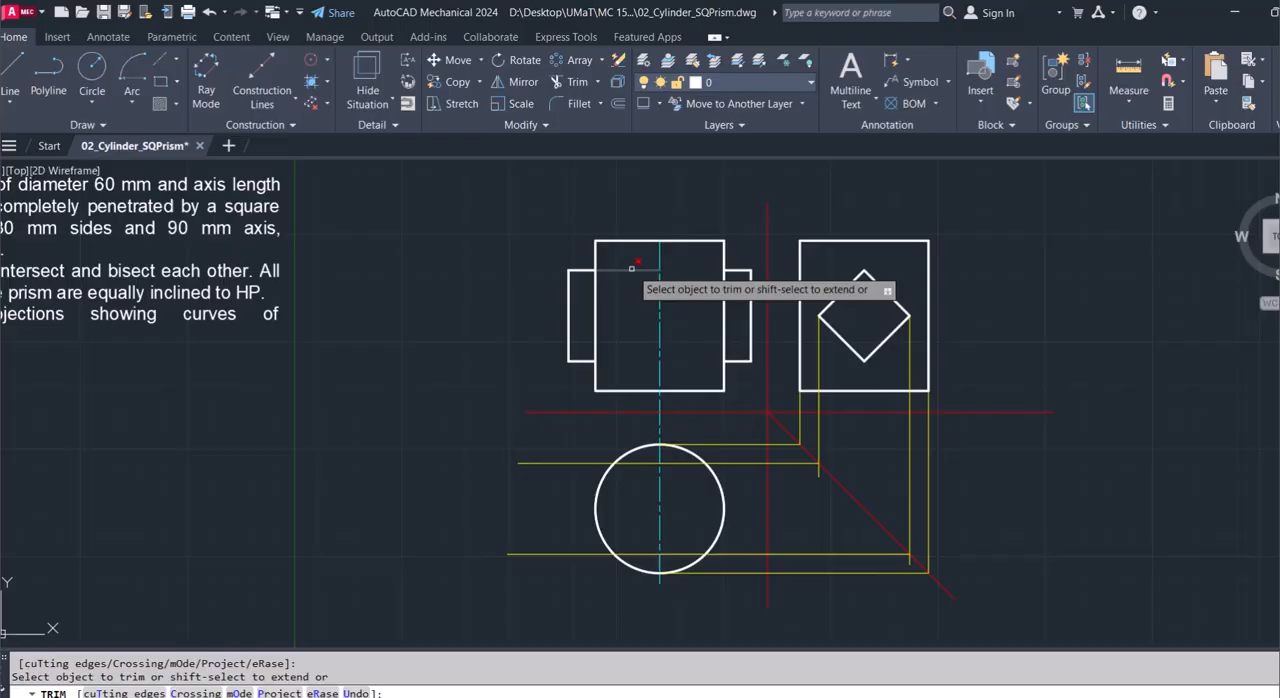 A MEC Share AutoCAD Mechanical 2024 D:\Desktop\UMaT\MC 15...\02_Cylinder_SQPrism.dwg Type a keyword or phrase Sign In
Home Insert Annotate Parametric Content View Manage Output Add-ins Collaborate Express Tools Featured Apps
Move Rotate Array 0
Line Polyline Circle Arc Ray Mode Construction Lines Hide Situation Copy Mirror Trim Multiline Text Symbol Insert Group Measure Paste
Stretch Scale Fillet Move to Another Layer BOM
Draw Construction Detail Modify Layers Annotation Block Groups Utilities Clipboard
Start 02_Cylinder_SQPrism*
][Top][2D Wireframe]
of diameter 60 mm and axis length
completely penetrated by a square
30 mm sides and 90 mm axis,
.
ntersect and bisect each other. All
e prism are equally inclined to HP.
ojections showing curves of
N
W
TO
WC
Select object to trim or shift-select to extend or
Y
X
[cuTting edges/Crossing/mOde/Project/eRase]:
Select object to trim or shift-select to extend or
TRIM [cuTting edges Crossing mOde Project eRase Undo]: